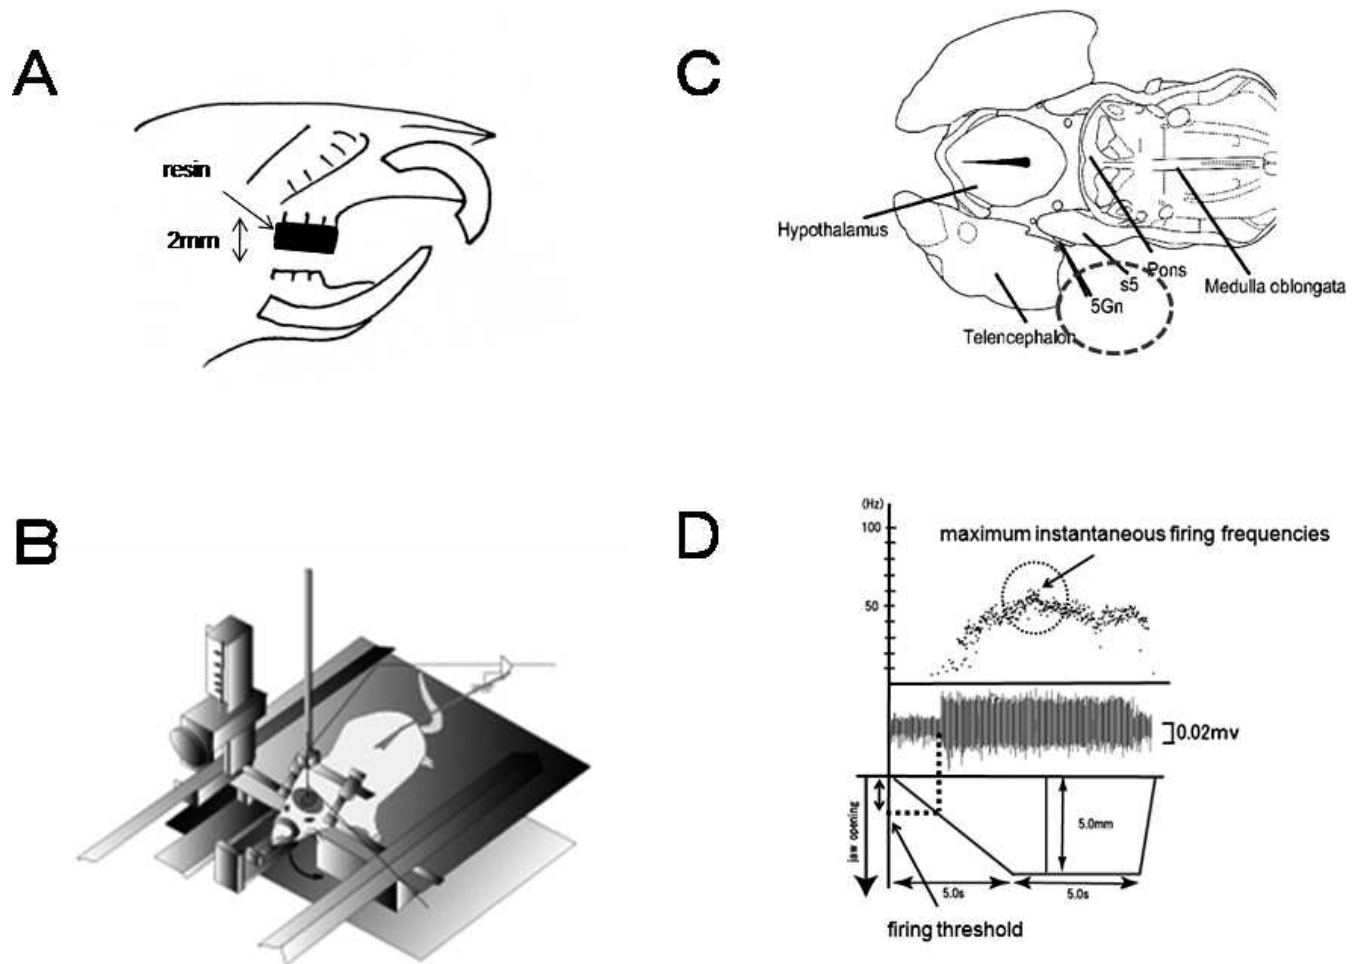 A
resin
2mm
C
Hypothalamus
Telencephalon
5Gn
s5
Pons
Medulla oblongata
B
D
(Hz)
100
50
maximum instantaneous firing frequencies
0.02mv
jaw opening
5.0mm
5.0s
5.0s
firing threshold